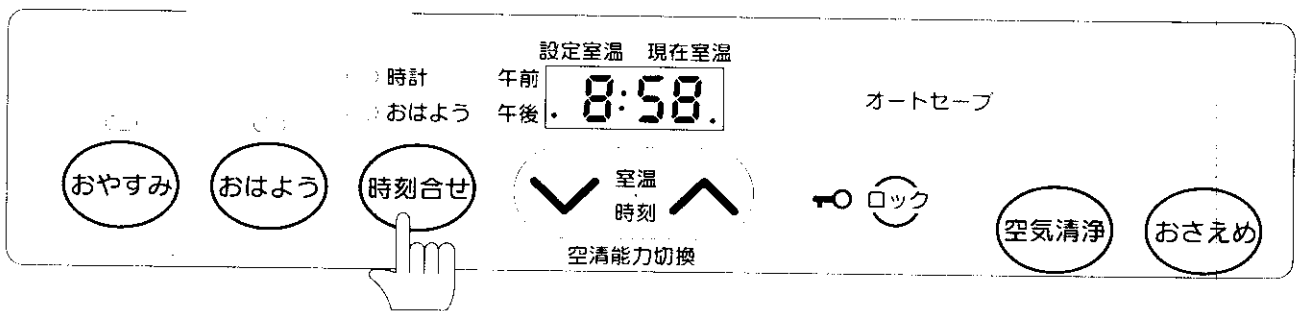 設定室温 現在室温
時計 午前
おはよう 午後
8:58
オートセーブ
おやすみ
おはよう
時刻合せ
室温
時刻
ロック
空気清浄
おさえめ
空清能力切換